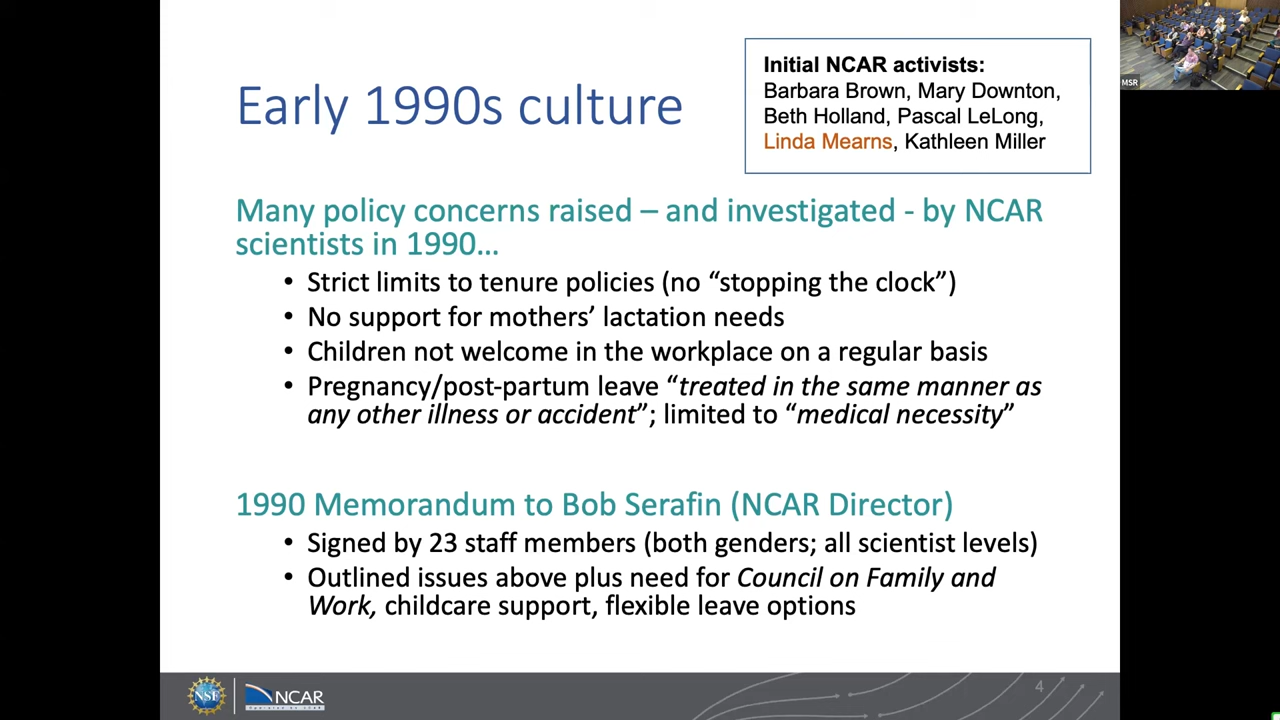 Early 1990s culture
Initial NCAR activists:
Barbara Brown, Mary Downton,
Beth Holland, Pascal LeLong,
Linda Mearns, Kathleen Miller
Many policy concerns raised – and investigated - by NCAR
scientists in 1990…
• Strict limits to tenure policies (no “stopping the clock”)
• No support for mothers’ lactation needs
• Children not welcome in the workplace on a regular basis
• Pregnancy/post-partum leave “treated in the same manner as
any other illness or accident”; limited to “medical necessity”
1990 Memorandum to Bob Serafin (NCAR Director)
• Signed by 23 staff members (both genders; all scientist levels)
• Outlined issues above plus need for Council on Family and
Work, childcare support, flexible leave options
NSF
NCAR
4
MSR